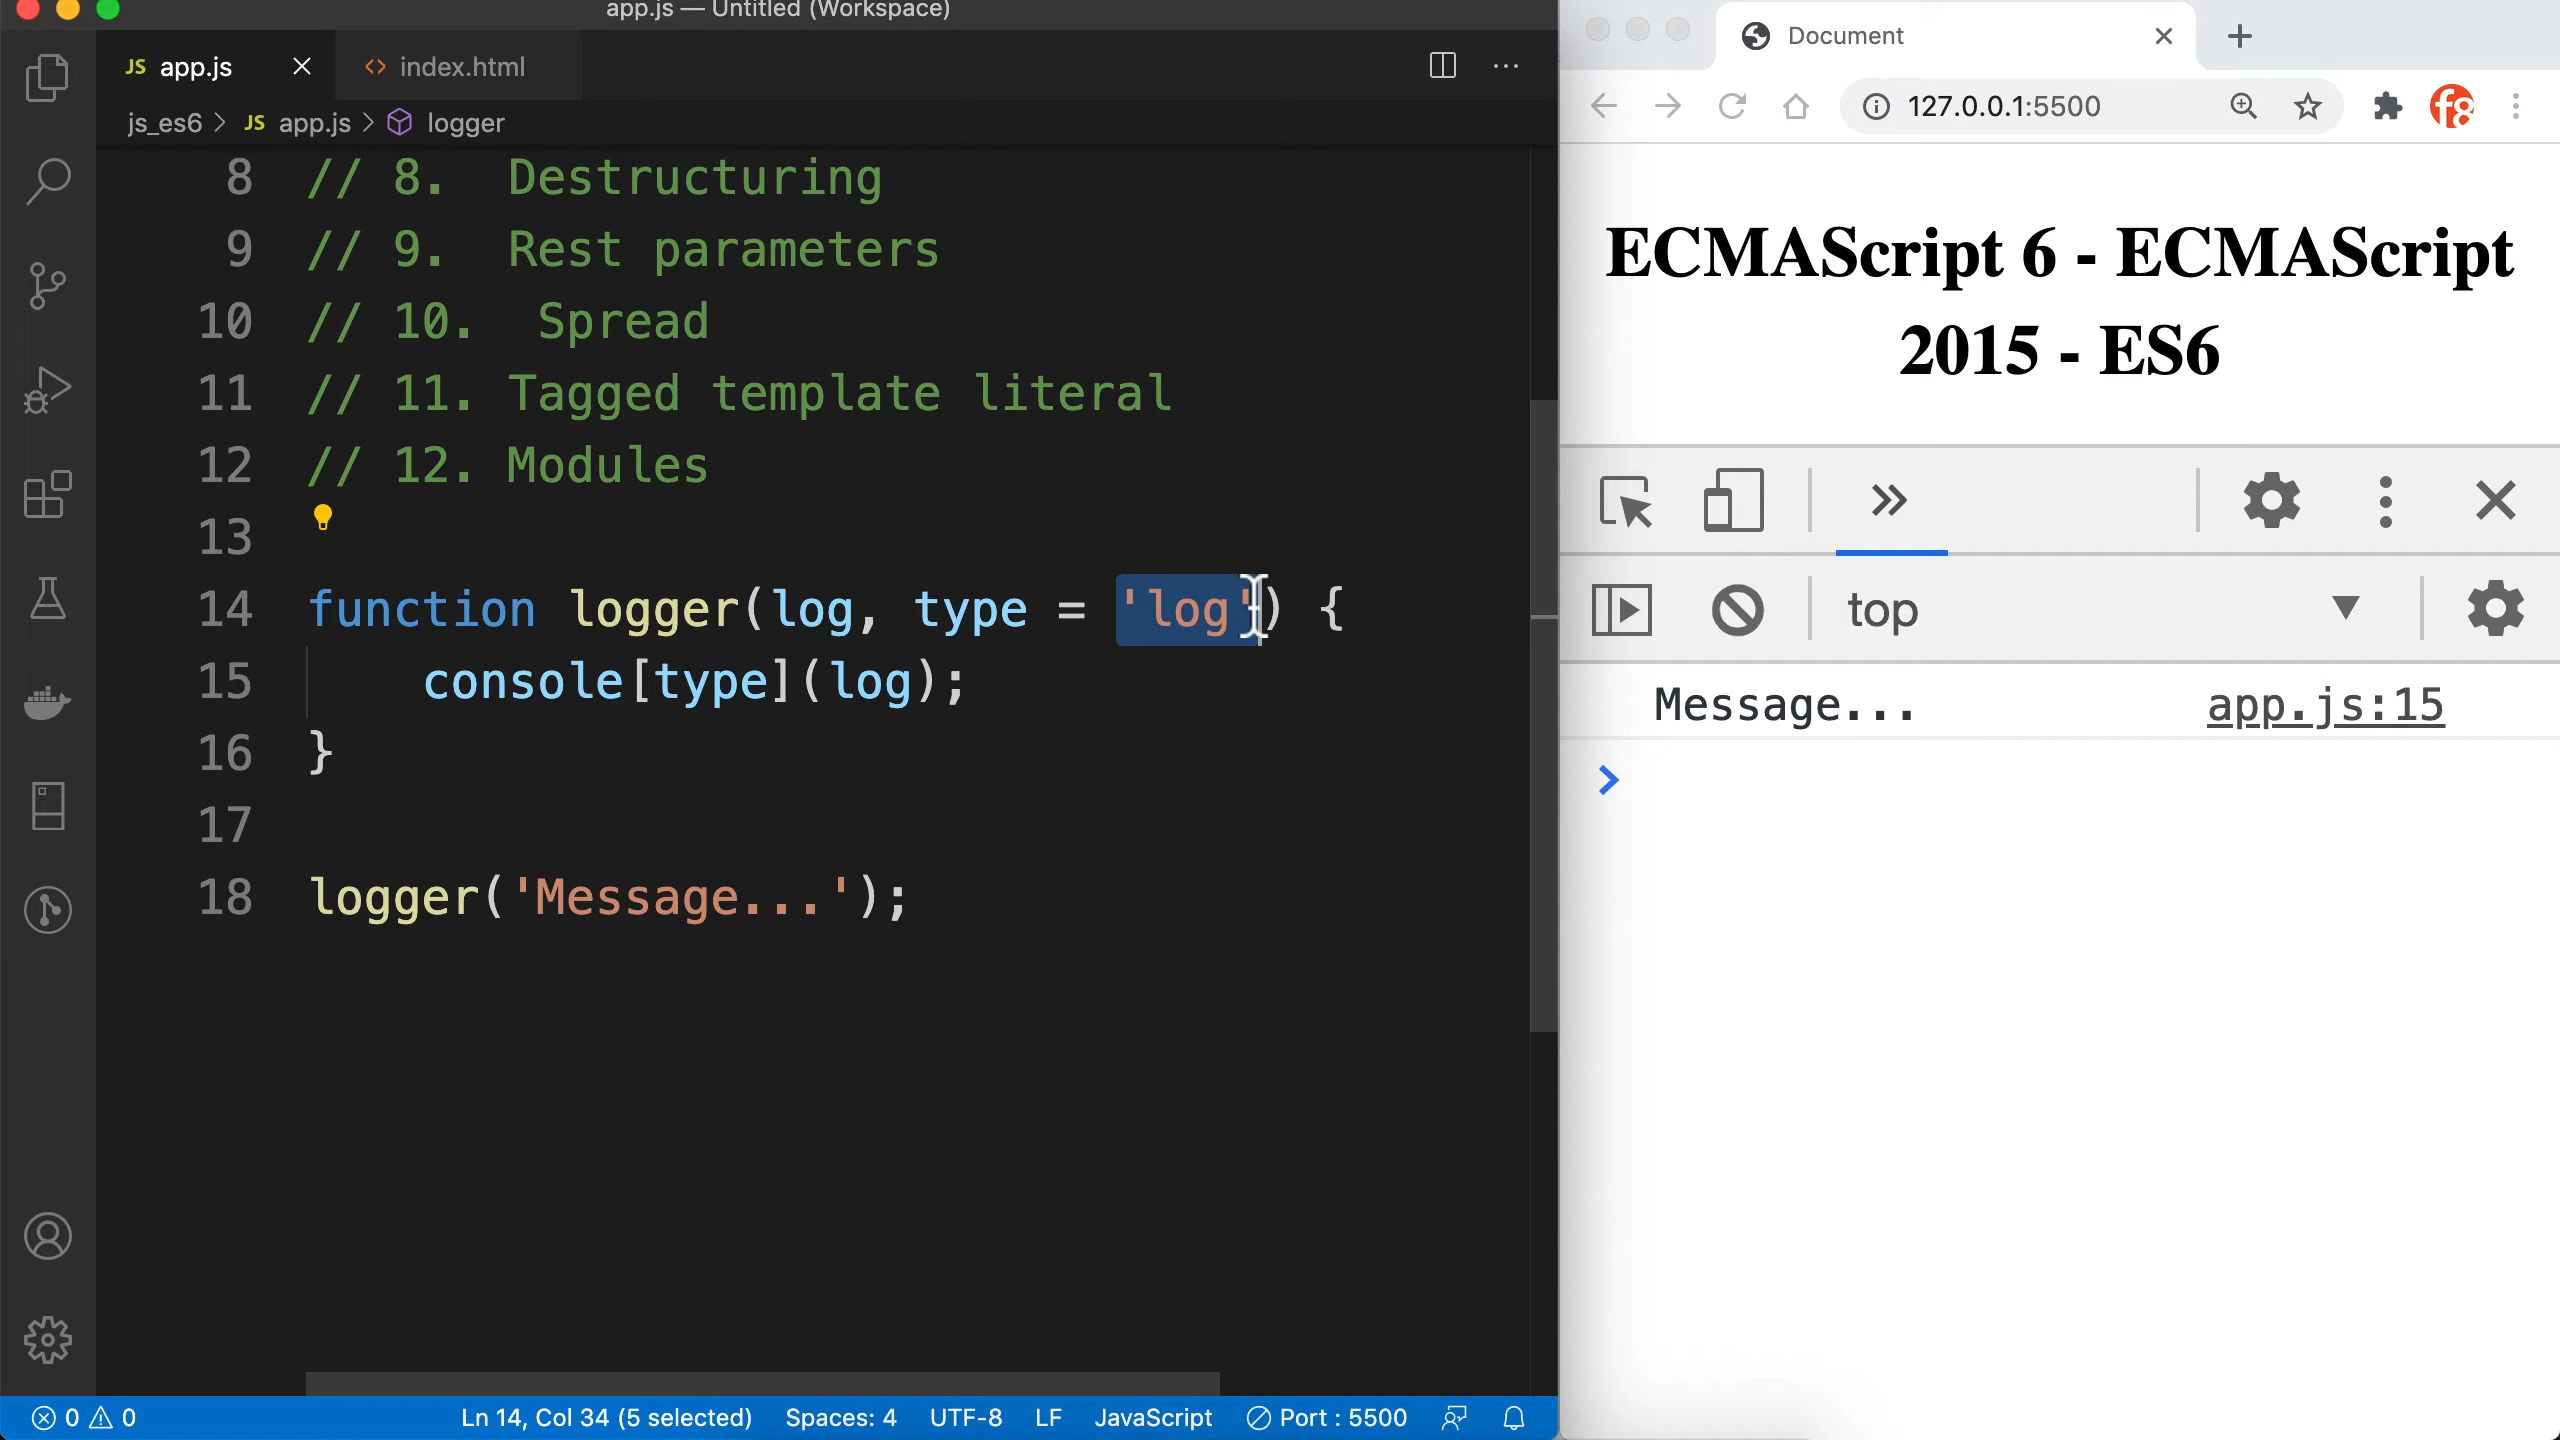 app.js — Untitled (Workspace)
JS app.js
<> index.html
js_es6 > JS app.js > logger
8 // 8.  Destructuring
9 // 9.  Rest parameters
10 // 10.  Spread
11 // 11. Tagged template literal
12 // 12. Modules
13
14 function logger(log, type = 'log') {
15     console[type](log);
16 }
17
18 logger('Message...');
0 0
Ln 14, Col 34 (5 selected)
Spaces: 4
UTF-8
LF
JavaScript
Port : 5500
Document
127.0.0.1:5500
f8
ECMAScript 6 - ECMAScript
2015 - ES6
top
Message... app.js:15